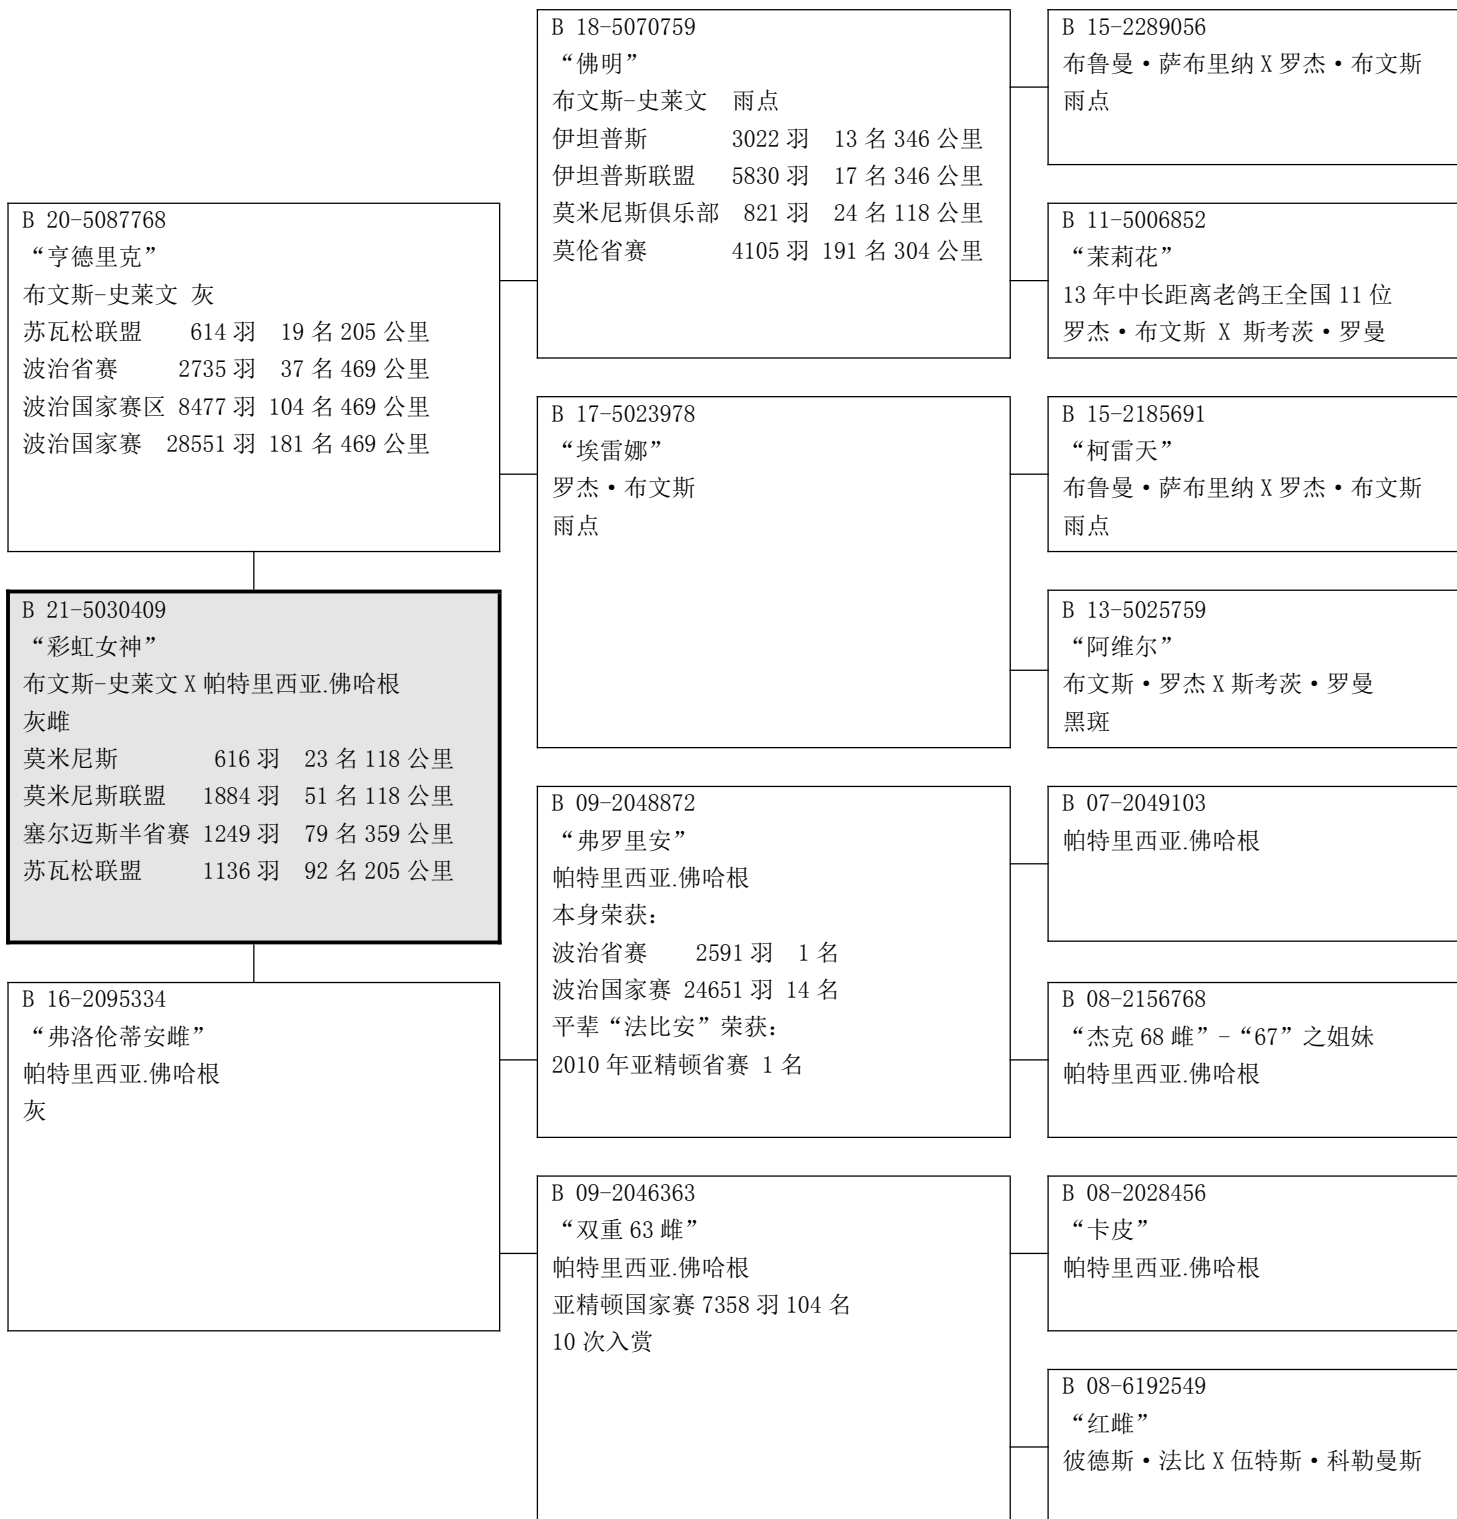 B 18-5070759
“佛明”
布文斯-史莱文 雨点
伊坦普斯 3022 羽 13 名 346 公里
伊坦普斯联盟 5830 羽 17 名 346 公里
莫米尼斯俱乐部 821 羽 24 名 118 公里
莫伦省赛 4105 羽 191 名 304 公里
B 15-2289056
布鲁曼·萨布里纳 X 罗杰·布文斯
雨点
B 20-5087768
“亨德里克”
布文斯-史莱文 灰
苏瓦松联盟 614 羽 19 名 205 公里
波治省赛 2735 羽 37 名 469 公里
波治国家赛区 8477 羽 104 名 469 公里
波治国家赛 28551 羽 181 名 469 公里
B 11-5006852
“茉莉花”
13 年中长距离老鸽王全国 11 位
罗杰·布文斯 X 斯考茨·罗曼
B 17-5023978
“埃雷娜”
罗杰·布文斯
雨点
B 15-2185691
“柯雷天”
布鲁曼·萨布里纳 X 罗杰·布文斯
雨点
B 21-5030409
“彩虹女神”
布文斯-史莱文 X 帕特里西亚.佛哈根
灰雌
莫米尼斯 616 羽 23 名 118 公里
莫米尼斯联盟 1884 羽 51 名 118 公里
塞尔迈斯半省赛 1249 羽 79 名 359 公里
苏瓦松联盟 1136 羽 92 名 205 公里
B 13-5025759
“阿维尔”
布文斯·罗杰 X 斯考茨·罗曼
黑斑
B 09-2048872
“弗罗里安”
帕特里西亚.佛哈根
本身荣获：
波治省赛 2591 羽 1 名
波治国家赛 24651 羽 14 名
平辈“法比安”荣获：
2010 年亚精顿省赛 1 名
B 07-2049103
帕特里西亚.佛哈根
B 16-2095334
“弗洛伦蒂安雌”
帕特里西亚.佛哈根
灰
B 08-2156768
“杰克 68 雌”-“67”之姐妹
帕特里西亚.佛哈根
B 09-2046363
“双重 63 雌”
帕特里西亚.佛哈根
亚精顿国家赛 7358 羽 104 名
10 次入赏
B 08-2028456
“卡皮”
帕特里西亚.佛哈根
B 08-6192549
“红雌”
彼德斯·法比 X 伍特斯·科勒曼斯